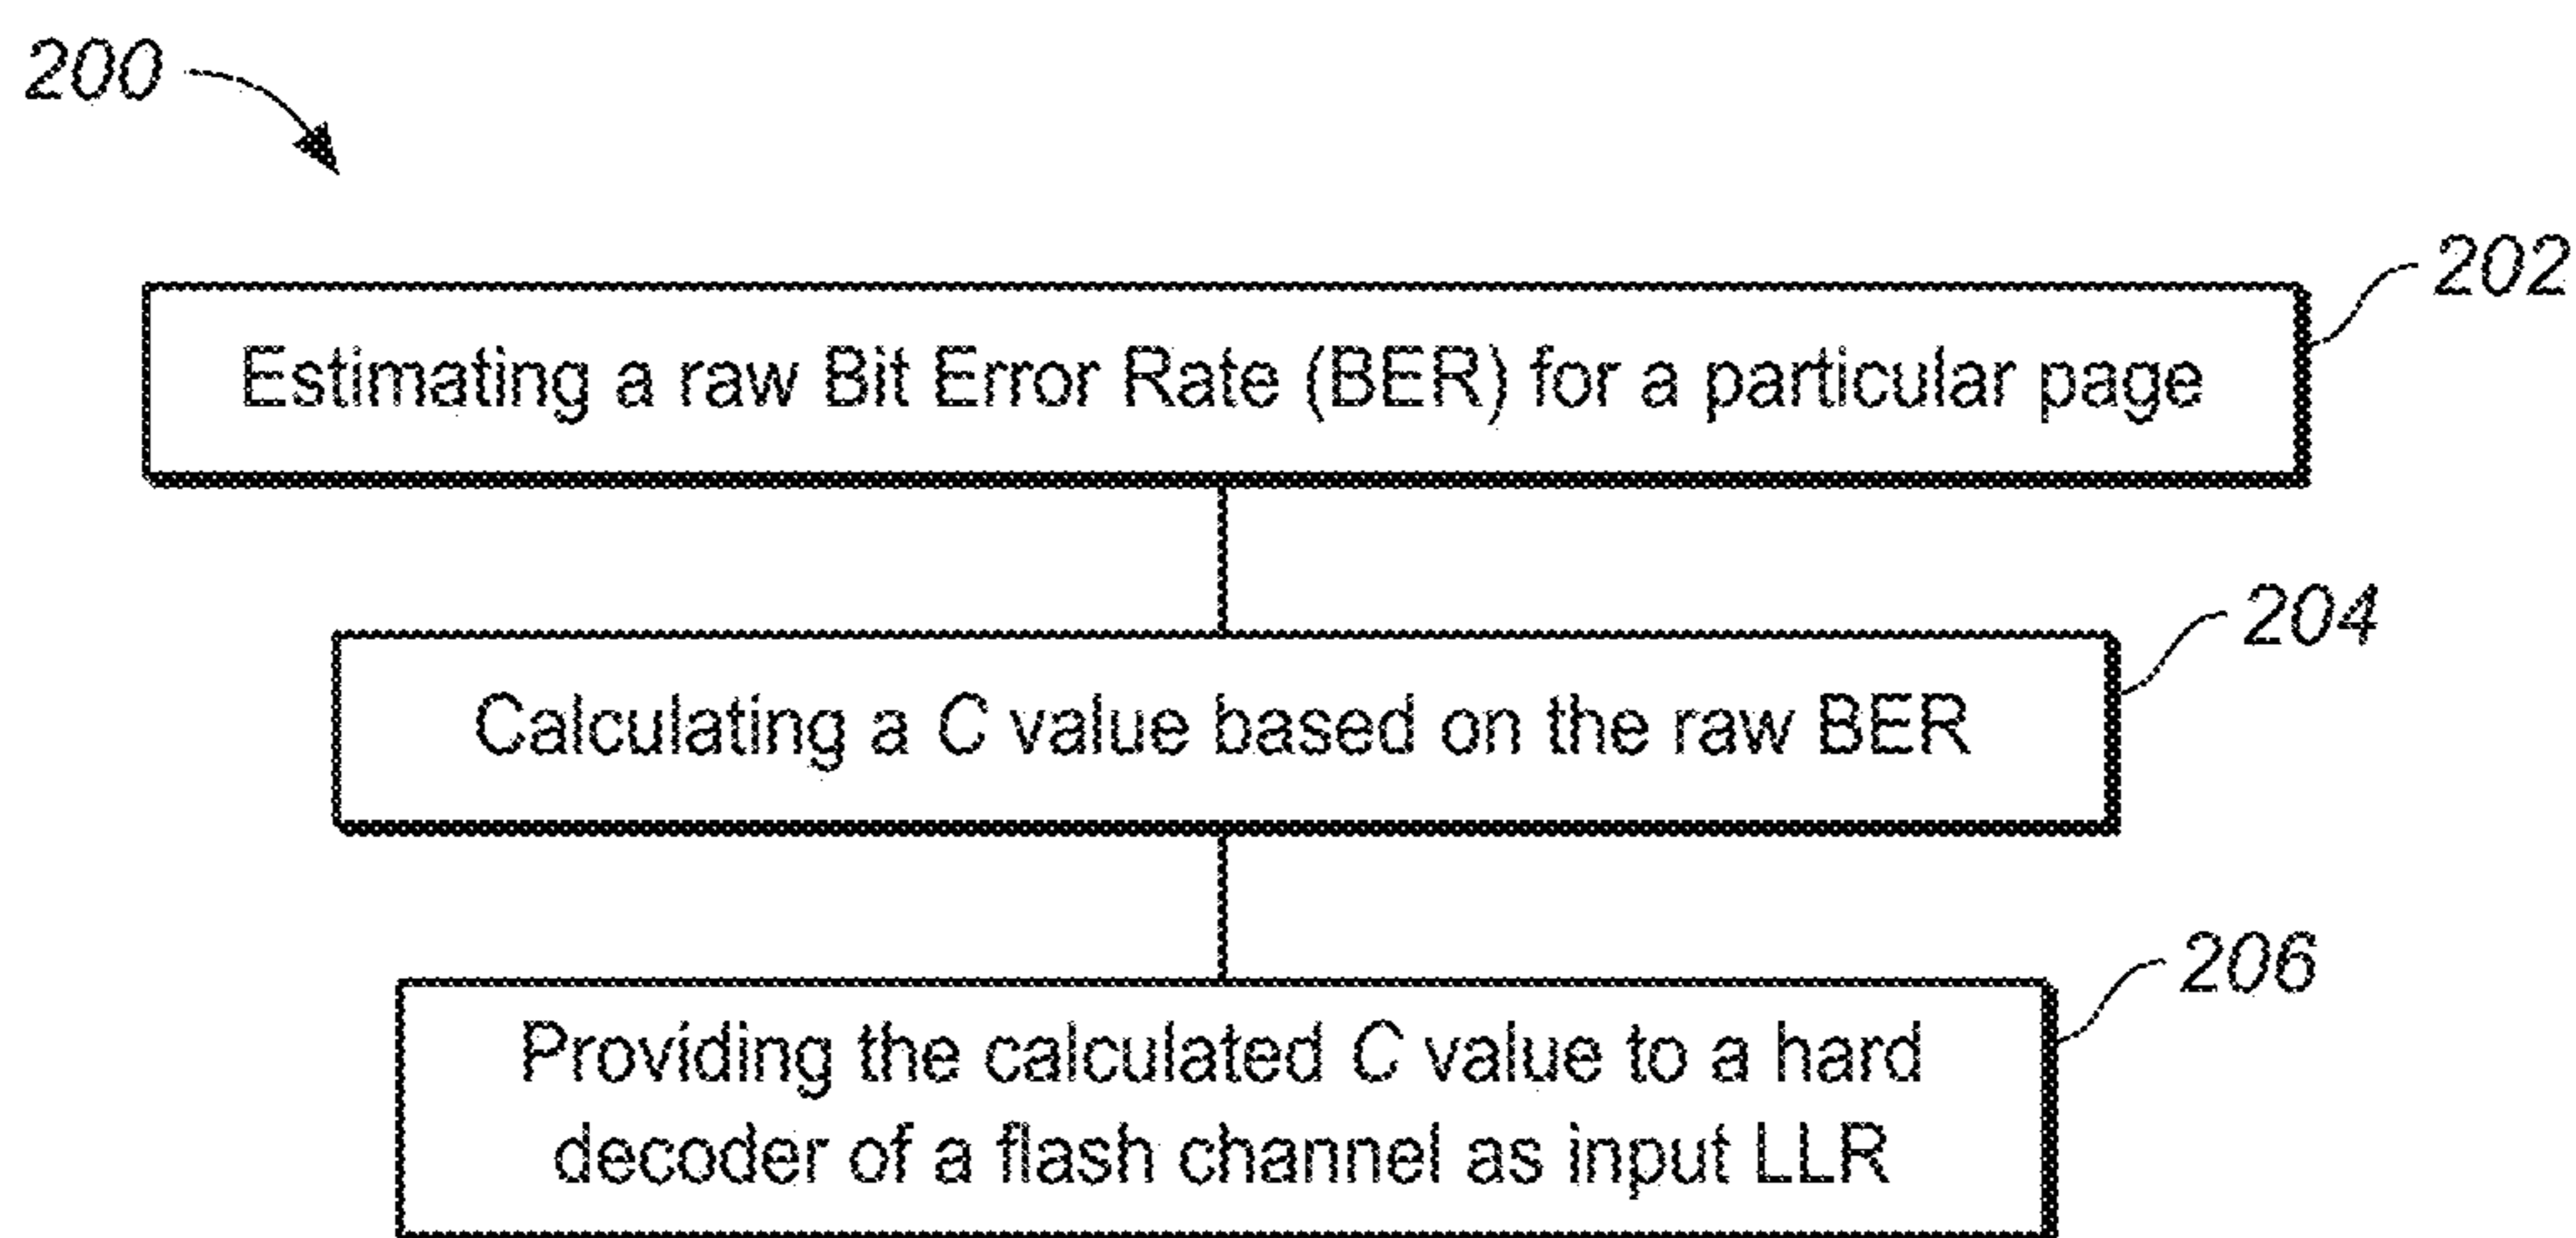 200
202
Estimating a raw Bit Error Rate (BER) for a particular page
204
Calculating a C value based on the raw BER
206
Providing the calculated C value to a hard
decoder of a flash channel as input LLR